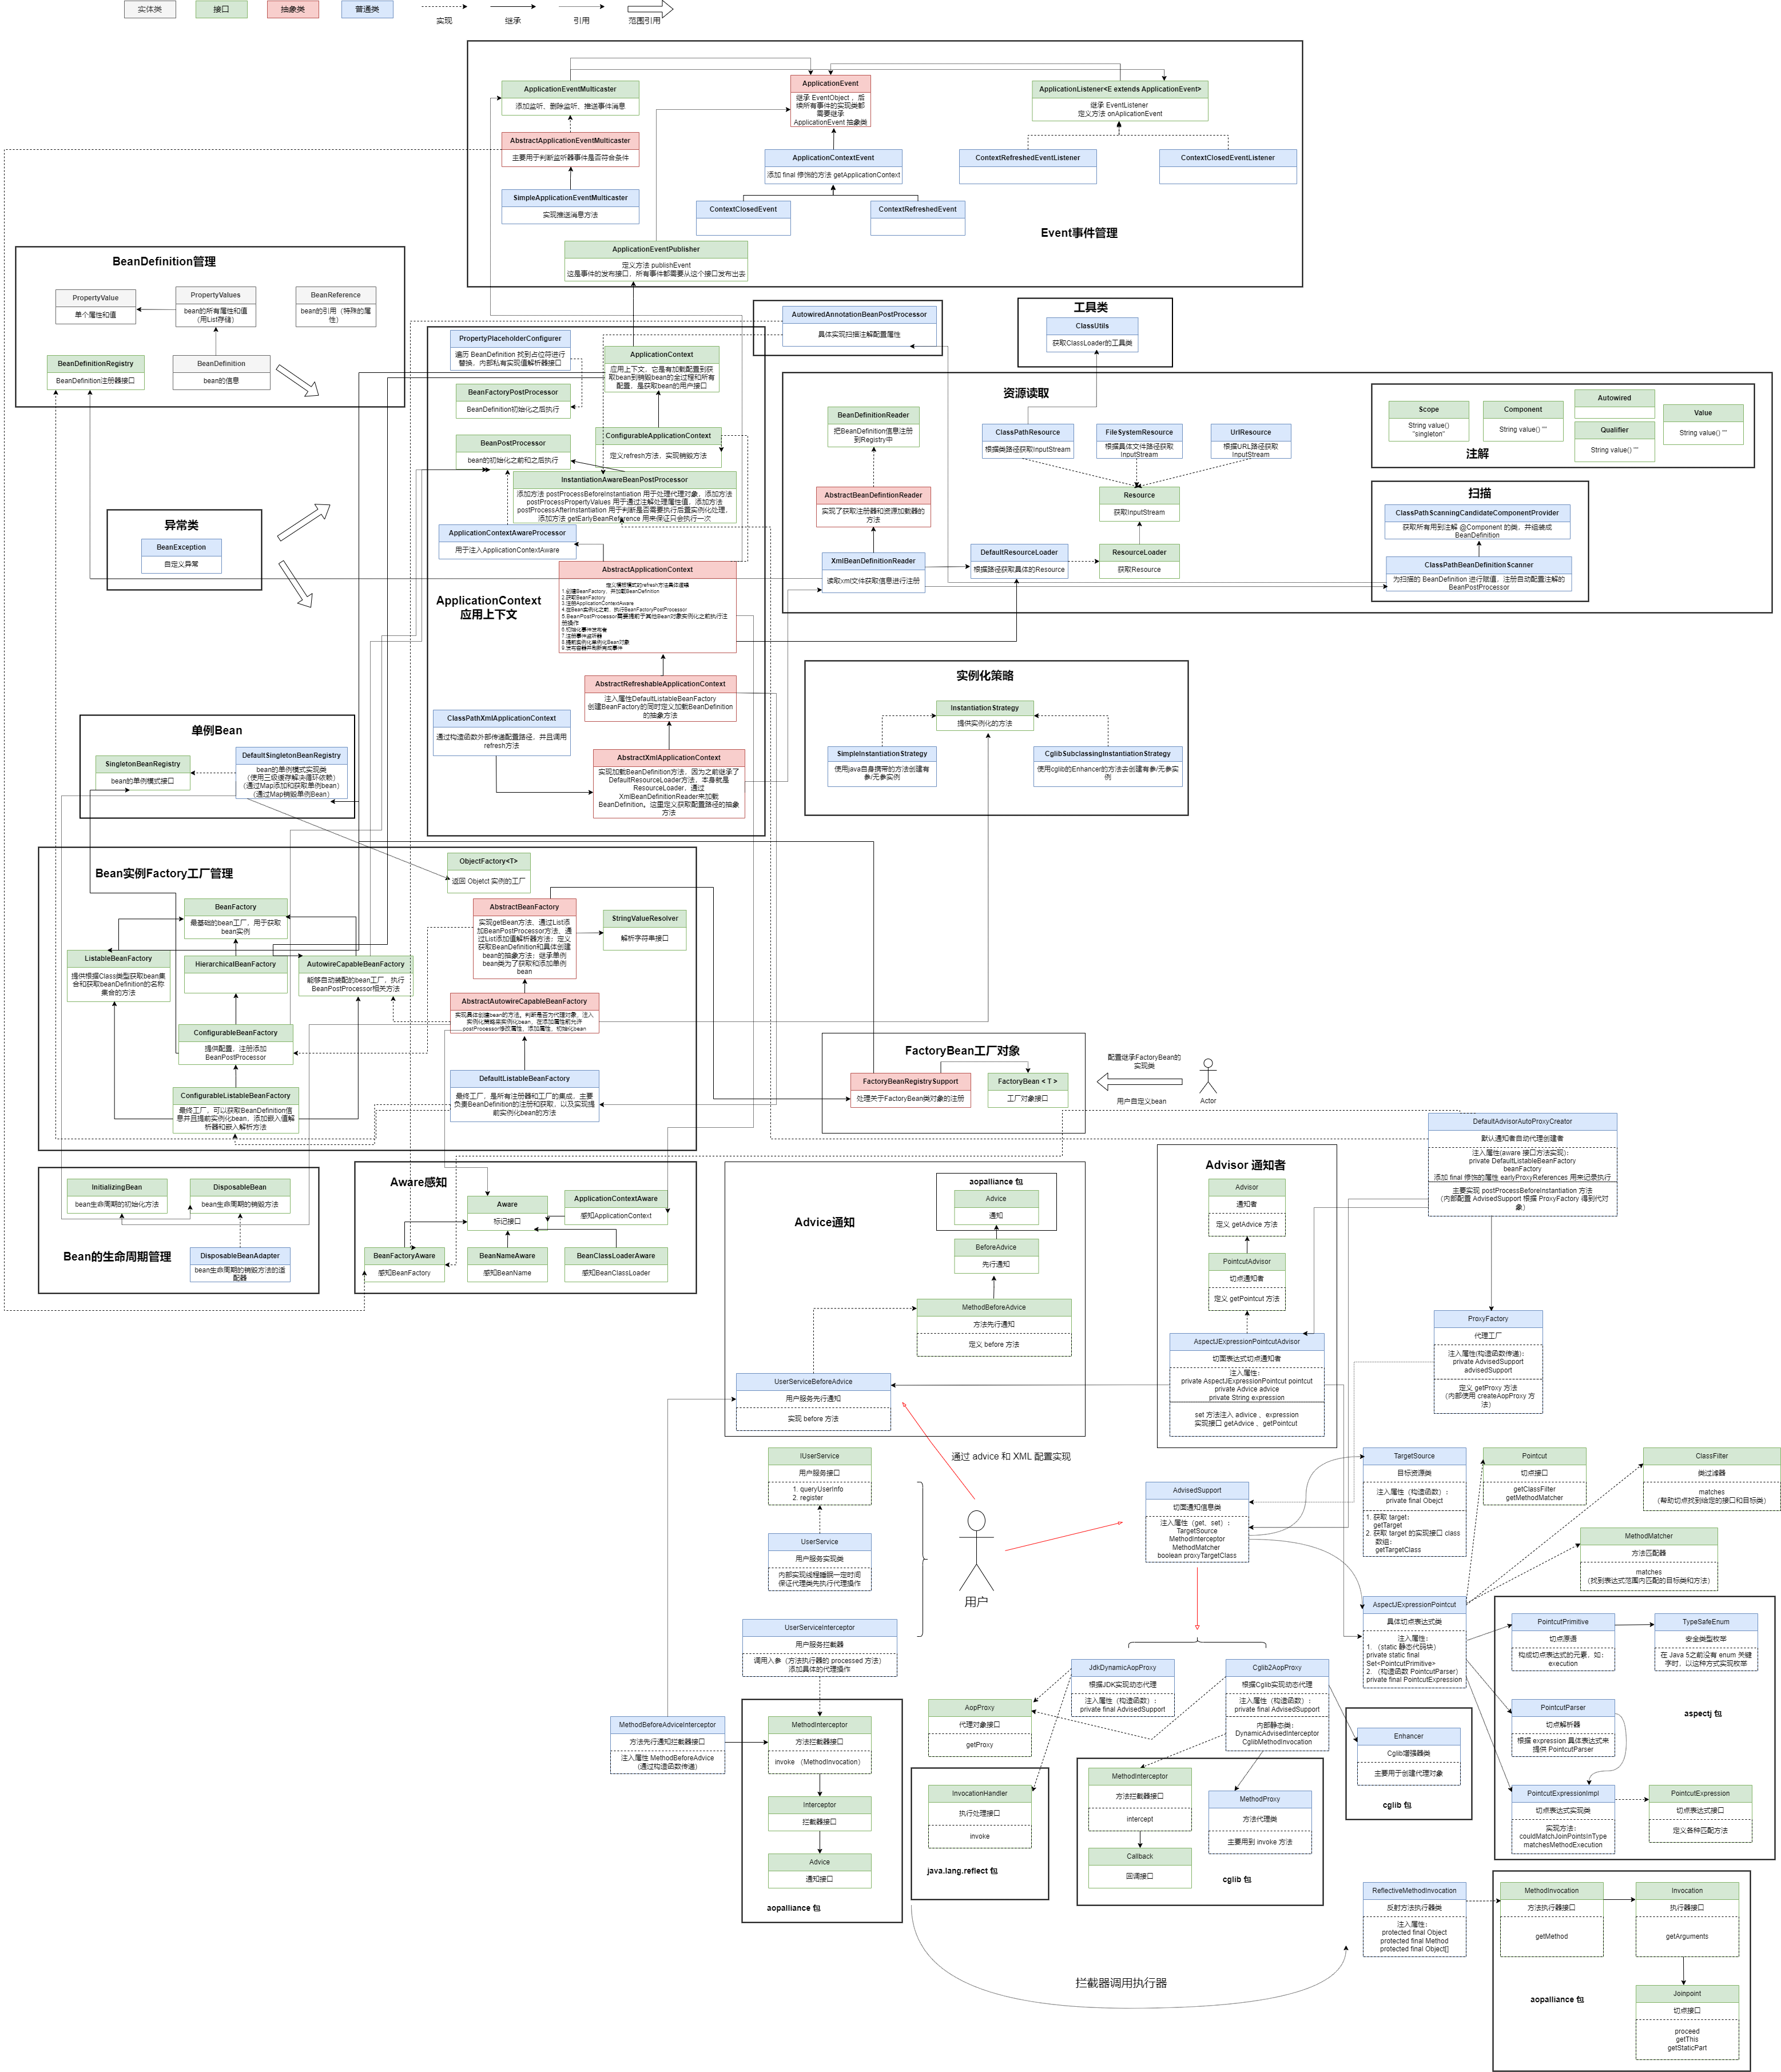 实体类
接口
抽象类
普通类
实现
继承
引用
范围引用
ApplicationEventMulticaster
添加监听、删除监听、推送事件消息
AbstractApplicationEventMulticaster
主要用于判断监听器事件是否符合条件
SimpleApplicationEventMulticaster
实现推送消息方法
ApplicationEvent
继承 EventObject ，后
续所有事件的实现类都
需要继承
ApplicationEvent 抽象类
ApplicationContextEvent
添加 final 修饰的方法 getApplicationContext
ContextClosedEvent
ContextRefreshedEvent
ApplicationListener<E extends ApplicationEvent>
继承 EventListener
定义方法 onAplicationEvent
ContextRefreshedEventListener
ContextClosedEventListener
Event事件管理
ApplicationEventPublisher
定义方法 publishEvent
这是事件的发布接口，所有事件都需要从这个接口发布出去
BeanDefinition管理
PropertyValue
单个属性和值
PropertyValues
bean的所有属性和值
（用List存储）
BeanReference
bean的引用（特殊的属
性）
BeanDefinitionRegistry
BeanDefinition注册器接口
BeanDefinition
bean的信息
异常类
BeanException
自定义异常
PropertyPlaceholderConfigurer
遍历 BeanDefinition 找到占位符进行
替换，内部私有实现值解析器接口
BeanFactoryPostProcessor
BeanDefinition初始化之后执行
BeanPostProcessor
bean的初始化之前和之后执行
ApplicationContext
应用上下文，它是有加载配置到获
取bean到销毁bean的全过程和所有
配置，是获取bean的用户接口
ConfigurableApplicationContext
定义refresh方法，实现销毁方法
InstantiationAwareBeanPostProcessor
添加方法 postProcessBeforeInstantiation 用于处理代理对象，添加方法
postProcessPropertyValues 用于通过注解处理属性值，添加方法
postProcessAfterInstantiation 用于判断是否需要执行后置实例化处理，
添加方法 getEarlyBeanReference 用来保证只会执行一次
ApplicationContextAwareProcessor
用于注入ApplicationContextAware
AbstractApplicationContext
定义模板模式的refresh方法具体逻辑
1.创建BeanFactory，并加载BeanDefinition
2.获取BeanFactory
3.注册ApplicationContextAware
4.在Bean实例化之前，执行BeanFactoryPostProcessor
5.BeanPostProcessor需要提前于其他Bean对象实例化之前执行注
册操作
6.初始化事件发布者
7.注册事件监听器
8.提前实例化单例化Bean对象
9.发布容器并刷新完成事件
ApplicationContext
应用上下文
AbstractRefreshableApplicationContext
注入属性DefaultListableBeanFactory
创建BeanFactory的同时定义加载BeanDefinition
的抽象方法
ClassPathXmlApplicationContext
通过构造函数外部传递配置路径，并且调用
refresh方法
AbstractXmlApplicationContext
实现加载BeanDefinition方法，因为之前继承了
DefaultResourceLoader方法，本身就是
ResourceLoader，通过
XmlBeanDefinitionReader来加载
BeanDefinition。这里定义获取配置路径的抽象
方法
AutowiredAnnotationBeanPostProcessor
具体实现扫描注解配置属性
工具类
ClassUtils
获取ClassLoader的工具类
资源读取
BeanDefinitionReader
把BeanDefinition信息注册
到Registry中
AbstractBeanDefintionReader
实现了获取注册器和资源加载器的
方法
XmlBeanDefinitionReader
读取xml文件获取信息进行注册
ClassPathResource
根据类路径获取InputStream
FileSystemResource
根据具体文件路径获取
InputStream
UrlResource
根据URL路径获取
InputStream
Resource
获取InputStream
DefaultResourceLoader
根据路径获取具体的Resource
ResourceLoader
获取Resource
Scope
String value()
"singleton"
Component
String value() ""
Autowired
Qualifier
String value() ""
Value
String value() ""
注解
扫描
ClassPathScanningCandidateComponentProvider
获取所有用到注解 @Component 的类，并组装成
BeanDefinition
ClassPathBeanDefinitionScanner
为扫描的 BeanDefinition 进行赋值，注册自动配置注解的
BeanPostProcessor
实例化策略
InstantiationStrategy
提供实例化的方法
SimpleInstantiationStrategy
使用java自身携带的方法创建有
参/无参实例
CglibSubclassingInstantiationStrategy
使用cglib的Enhancer的方法去创建有参/无参实
例
单例Bean
SingletonBeanRegistry
bean的单例模式接口
DefaultSingletonBeanRegistry
bean的单例模式实现类
（使用三级缓存解决循环依赖）
（通过Map添加和获取单例bean）
（通过Map销毁单例Bean）
Bean实例Factory工厂管理
ObjectFactory<T>
返回 Objetct 实例的工厂
BeanFactory
最基础的bean工厂，用于获取
bean实例
ListableBeanFactory
提供根据Class类型获取bean集
合和获取beanDefinition的名称
集合的方法
HierarchicalBeanFactory
AutowireCapableBeanFactory
能够自动装配的bean工厂，执行
BeanPostProcessor相关方法
ConfigurableBeanFactory
提供配置，注册添加
BeanPostProcessor
ConfigurableListableBeanFactory
最终工厂，可以获取BeanDefinition信
息并且提前实例化bean，添加嵌入值解
析器和嵌入解析方法
AbstractBeanFactory
实现getBean方法，通过List添
加BeanPostProcessor方法，通
过List添加值解析器方法；定义
获取BeanDefinition和具体创建
bean的抽象方法；继承单例
bean类为了获取和添加单例
bean
StringValueResolver
解析字符串接口
AbstractAutowireCapableBeanFactory
实现具体创建bean的方法。判断是否为代理对象，注入
实例化策略来实例化bean，在添加属性前允许
postProcessor修改属性，添加属性，初始化bean
DefaultListableBeanFactory
最终工厂，是所有注册器和工厂的集成，主要
负责BeanDefinition的注册和获取，以及实现提
前实例化bean的方法
FactoryBean工厂对象
FactoryBeanRegistrySupport
处理关于FactoryBean类对象的注册
FactoryBean < T >
工厂对象接口
配置继承FactoryBean的
实现类
用户自定义bean
Actor
InitializingBean
bean生命周期的初始化方法
DisposableBean
bean生命周期的销毁方法
DisposableBeanAdapter
bean生命周期的销毁方法的适
配器
Bean的生命周期管理
Aware感知
Aware
标记接口
ApplicationContextAware
感知ApplicationContext
BeanFactoryAware
感知BeanFactory
BeanNameAware
感知BeanName
BeanClassLoaderAware
感知BeanClassLoader
Advice通知
aopalliance 包
Advice
通知
BeforeAdvice
先行通知
MethodBeforeAdvice
方法先行通知
定义 before 方法
UserServiceBeforeAdvice
用户服务先行通知
实现 before 方法
Advisor 通知者
Advisor
通知者
定义 getAdvice 方法
PointcutAdvisor
切点通知者
定义 getPointcut 方法
AspectJExpressionPointcutAdvisor
切面表达式切点通知者
注入属性:
private AspectJExpressionPointcut pointcut
private Advice advice
private String expression
set 方法注入 adivice 、expression
实现接口 getAdvice 、getPointcut
DefaultAdvisorAutoProxyCreator
默认通知者自动代理创建者
注入属性(aware 接口方法实现):
private DefaultListableBeanFactory
beanFactory
添加 final 修饰的属性 earlyProxyReferences 用来记录执行
主要实现 postProcessBeforeInstantiation 方法
（内部配置 AdvisedSupport 根据 ProxyFactory 得到代对
象）
ProxyFactory
代理工厂
注入属性(构造函数传递):
private AdvisedSupport
advisedSupport
定义 getProxy 方法
（内部使用 createAopProxy 方
法）
通过 advice 和 XML 配置实现
IUserService
用户服务接口
1. queryUserInfo
2. register
UserService
用户服务实现类
内部实现线程睡眠一定时间
保证代理类先执行代理操作
UserServiceInterceptor
用户服务拦截器
调用入参（方法执行器的 processed 方法）
添加具体的代理操作
用户
AdvisedSupport
切面通知信息类
注入属性（get、set）：
TargetSource
MethodInterceptor
MethodMatcher
boolean proxyTargetClass
TargetSource
目标资源类
注入属性（构造函数）：
private final Obejct
1. 获取 target：
getTarget
2. 获取 target 的实现接口 class
数组：
getTargetClass
Pointcut
切点接口
getClassFilter
getMethodMatcher
ClassFilter
类过滤器
matches
（帮助切点找到给定的接口和目标类）
MethodMatcher
方法匹配器
matches
（找到表达式范围内匹配的目标类和方法）
AspectJExpressionPointcut
具体切点表达式类
注入属性：
1. （static 静态代码块）
private static final
Set<PointcutPrimitive>
2. （构造函数 PointcutParser）
private final PointcutExpression
PointcutPrimitive
切点原语
构成切点表达式的元素，如：
execution
TypeSafeEnum
安全类型枚举
在 Java 5之前没有 enum 关键
字时，以这种方式实现枚举
PointcutParser
切点解析器
根据 expression 具体表达式来
提供 PointcutParser
aspectj 包
PointcutExpressionImpl
切点表达式实现类
实现方法：
couldMatchJoinPointsInType
matchesMethodExecution
PointcutExpression
切点表达式接口
定义各种匹配方法
JdkDynamicAopProxy
根据JDK实现动态代理
注入属性（构造函数）：
private final AdvisedSupport
Cglib2AopProxy
根据Cglib实现动态代理
注入属性（构造函数）：
private final AdvisedSupport
内部静态类：
DynamicAdvisedInterceptor
CglibMethodInvocation
AopProxy
代理对象接口
getProxy
Enhancer
Cglib增强器类
主要用于创建代理对象
cglib 包
MethodBeforeAdviceInterceptor
方法先行通知拦截器接口
注入属性 MethodBeforeAdvice
(通过构造函数传递)
MethodInterceptor
方法拦截器接口
invoke （MethodInvocation）
Interceptor
拦截器接口
Advice
通知接口
aopalliance 包
InvocationHandler
执行处理接口
invoke
java.lang.reflect 包
MethodInterceptor
方法拦截器接口
intercept
Callback
回调接口
MethodProxy
方法代理类
主要用到 invoke 方法
cglib 包
ReflectiveMethodInvocation
反射方法执行器类
注入属性：
protected final Object
protected final Method
protected final Object[]
MethodInvocation
方法执行器接口
getMethod
Invocation
执行器接口
getArguments
Joinpoint
切点接口
proceed
getThis
getStaticPart
aopalliance 包
拦截器调用执行器